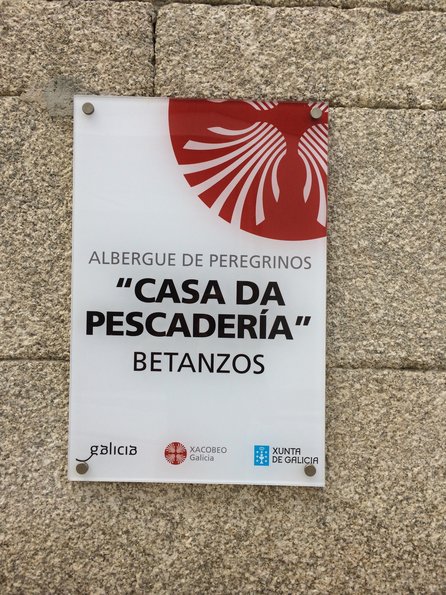 ALBERGUE DE PEREGRINOS
"CASA DA
PESCADERÍA"
BETANZOS
galicia
XACOBEO
Galicia
XUNTA
DE GALICIA